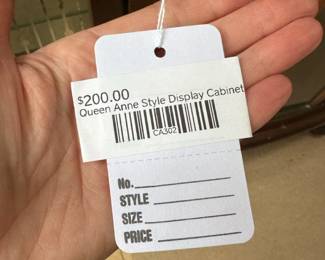 $200.00
Queen Anne Style Display Cabinet
CA302
No.
STYLE
SIZE
PRICE